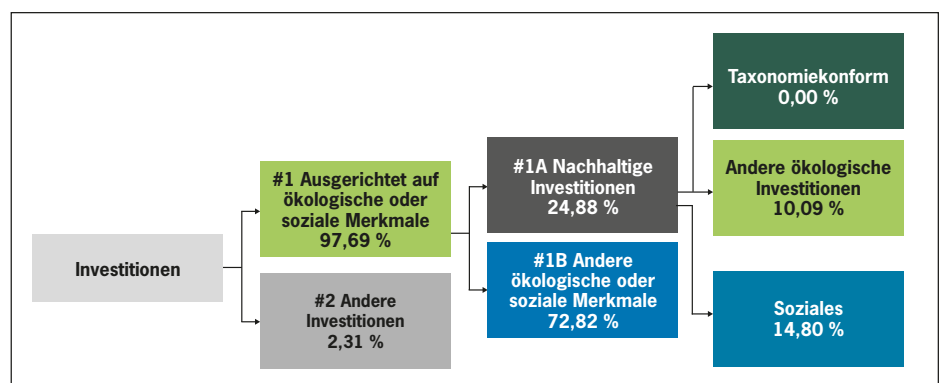 Investitionen
#1 Ausgerichtet auf
ökologische oder
soziale Merkmale
97,69 %
#2 Andere
Investitionen
2,31 %
#1A Nachhaltige
Investitionen
24,88 %
#1B Andere
ökologische oder
soziale Merkmale
72,82 %
Taxonomiekonform
0,00 %
Andere ökologische
Investitionen
10,09 %
Soziales
14,80 %